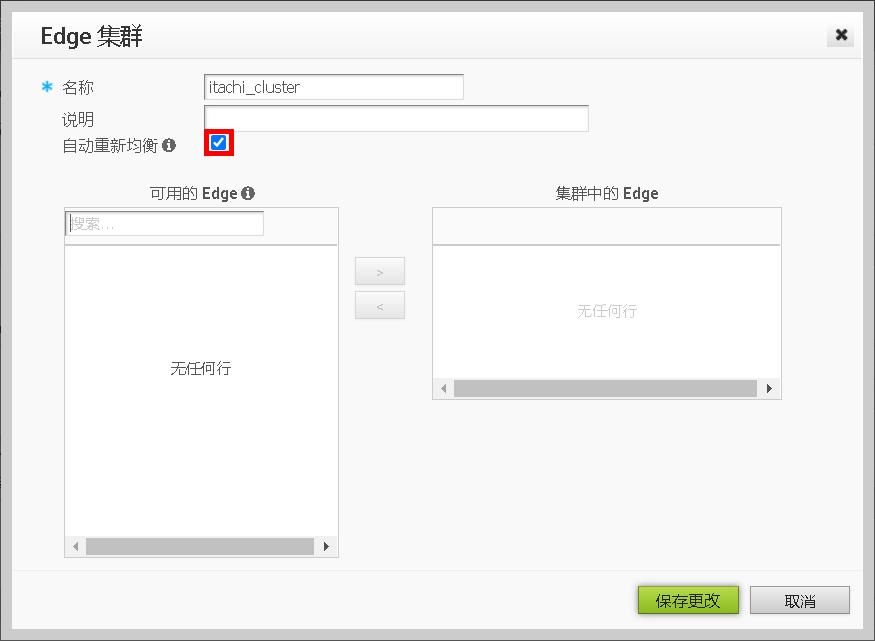 Edge 集群
* 名称 itachi_cluster
说明
自动重新均衡
可用的 Edge
集群中的 Edge
搜索...
>
<
无任何行
无任何行
保存更改 取消